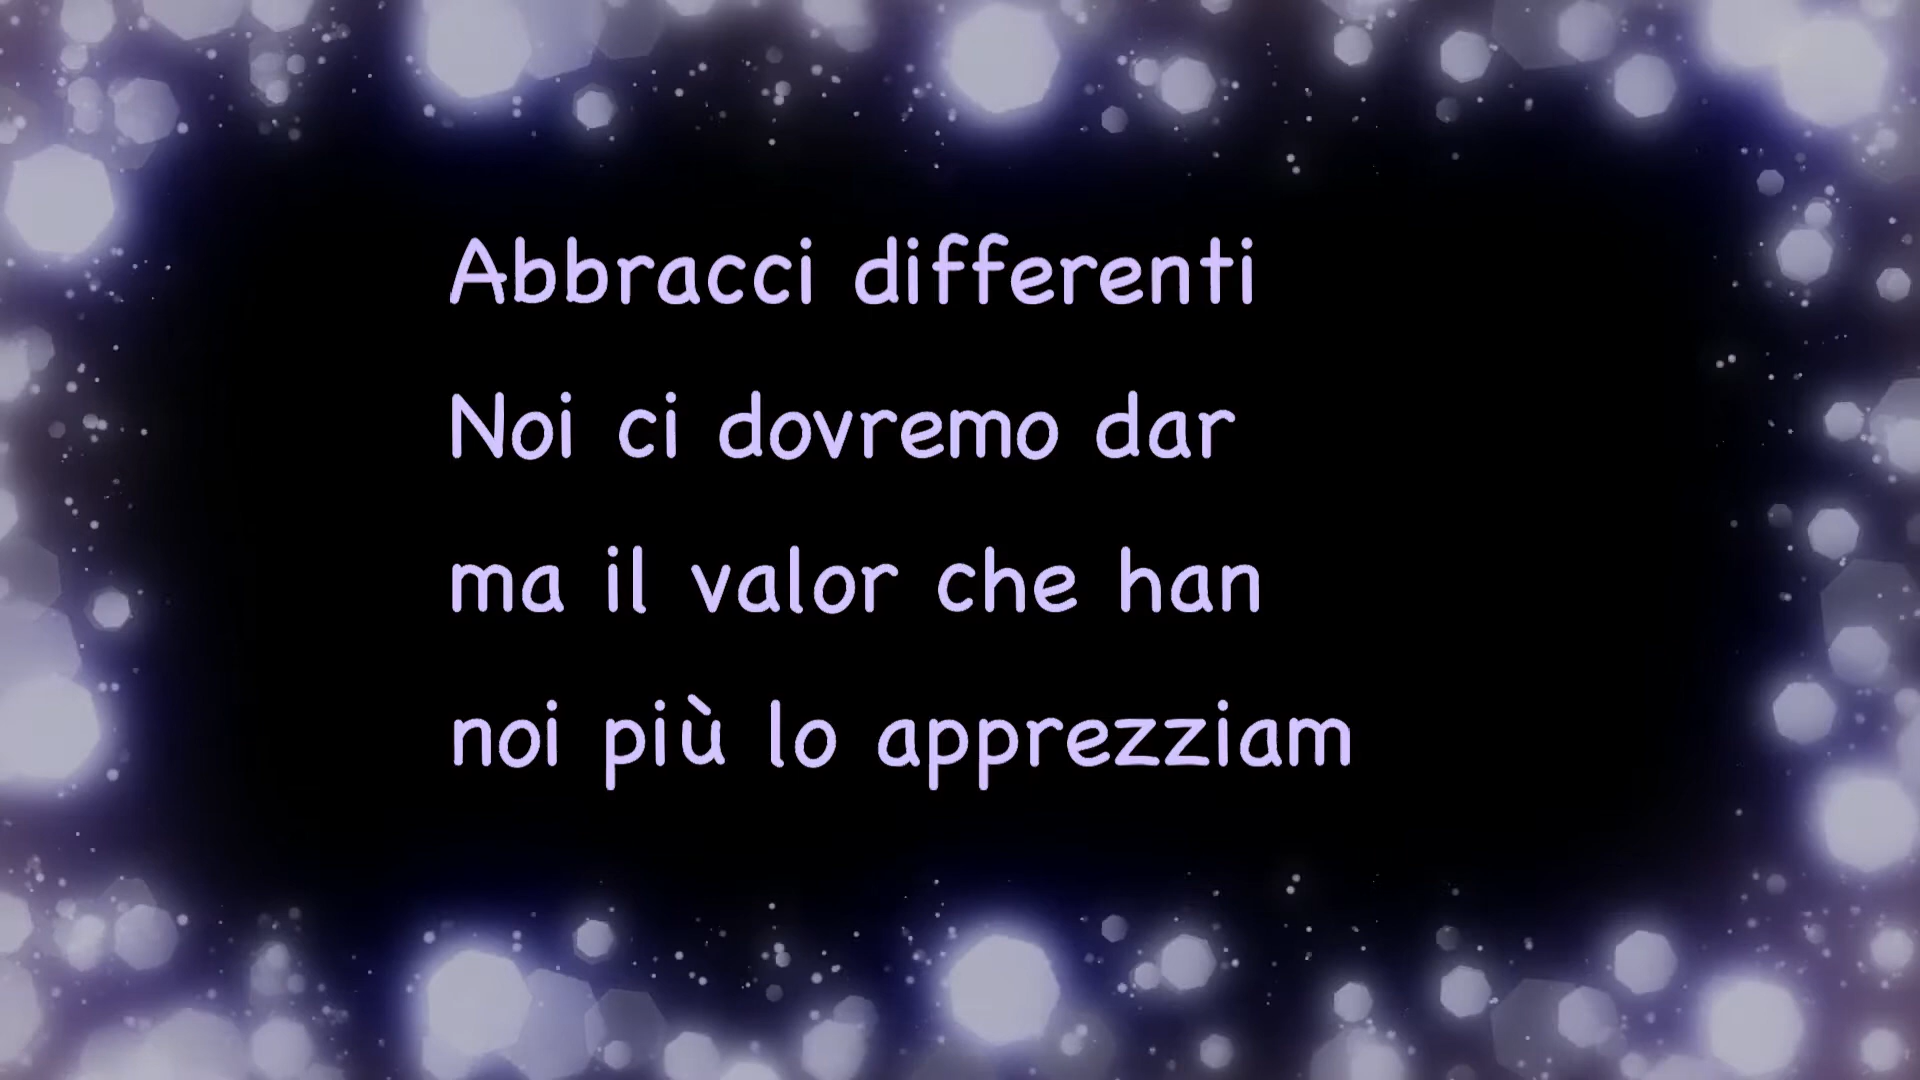 Abbracci differenti
Noi ci dovremo dar
ma il valor che han
noi più lo apprezziam